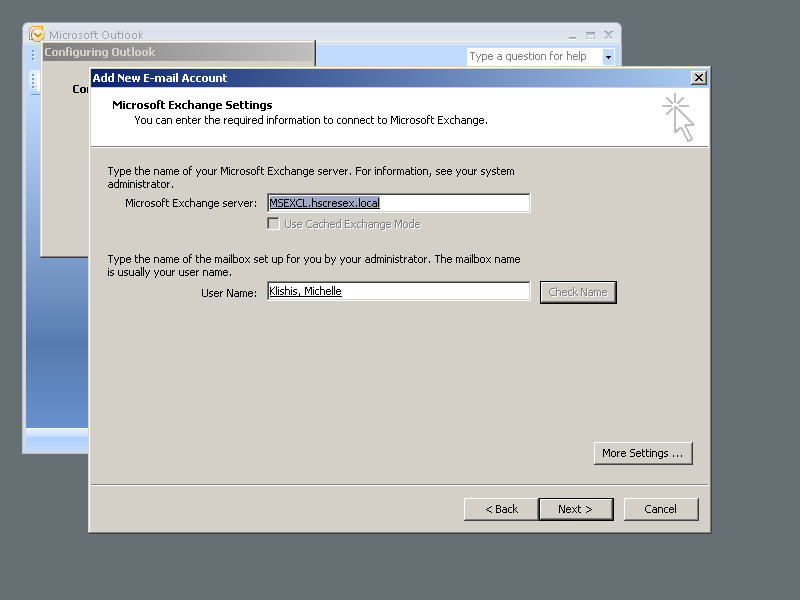 Microsoft Outlook
Configuring Outlook
Type a question for help
Add New E-mail Account
Microsoft Exchange Settings
You can enter the required information to connect to Microsoft Exchange.
Type the name of your Microsoft Exchange server. For information, see your system
administrator.
Microsoft Exchange server: MSEXCL.hscresex.local
Use Cached Exchange Mode
Type the name of the mailbox set up for you by your administrator. The mailbox name
is usually your user name.
User Name: Klishis, Michelle Check Name
More Settings ...
< Back Next > Cancel